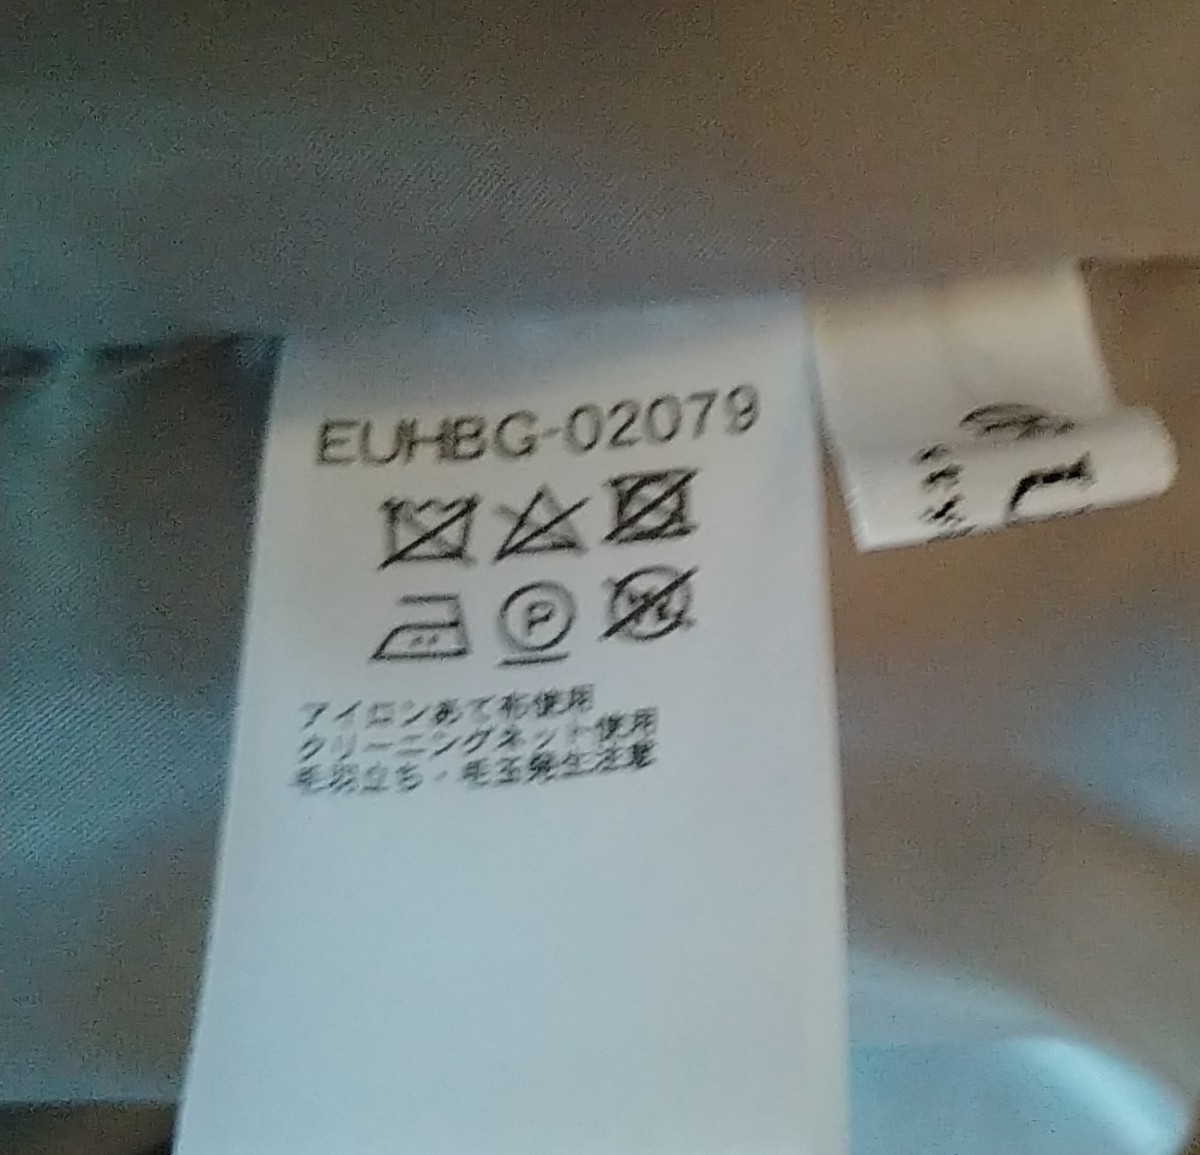 EUHBG-02079
P
アイロンあて布使用
クリーニングネット使用
毛羽立ち・毛玉発生注意